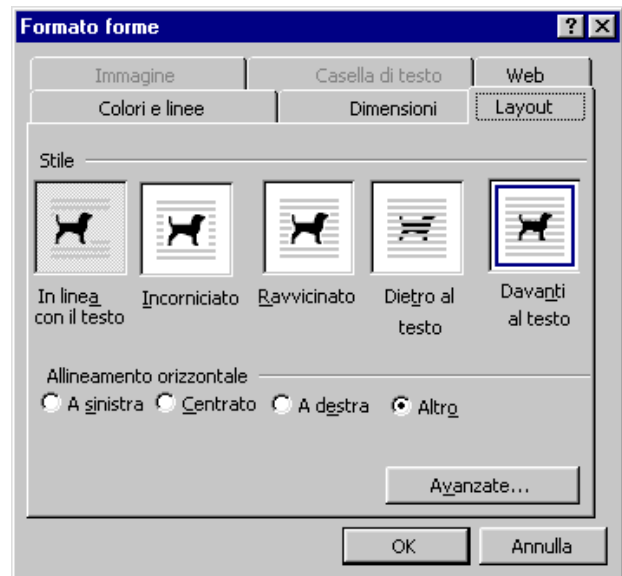 Formato forme
Immagine Casella di testo Web
Colori e linee Dimensioni Layout
Stile
In linea con il testo
Incorniciato
Ravvicinato
Dietro al testo
Davanti al testo
Allineamento orizzontale
A sinistra Centrato A destra Altro
Avanzate...
OK Annulla